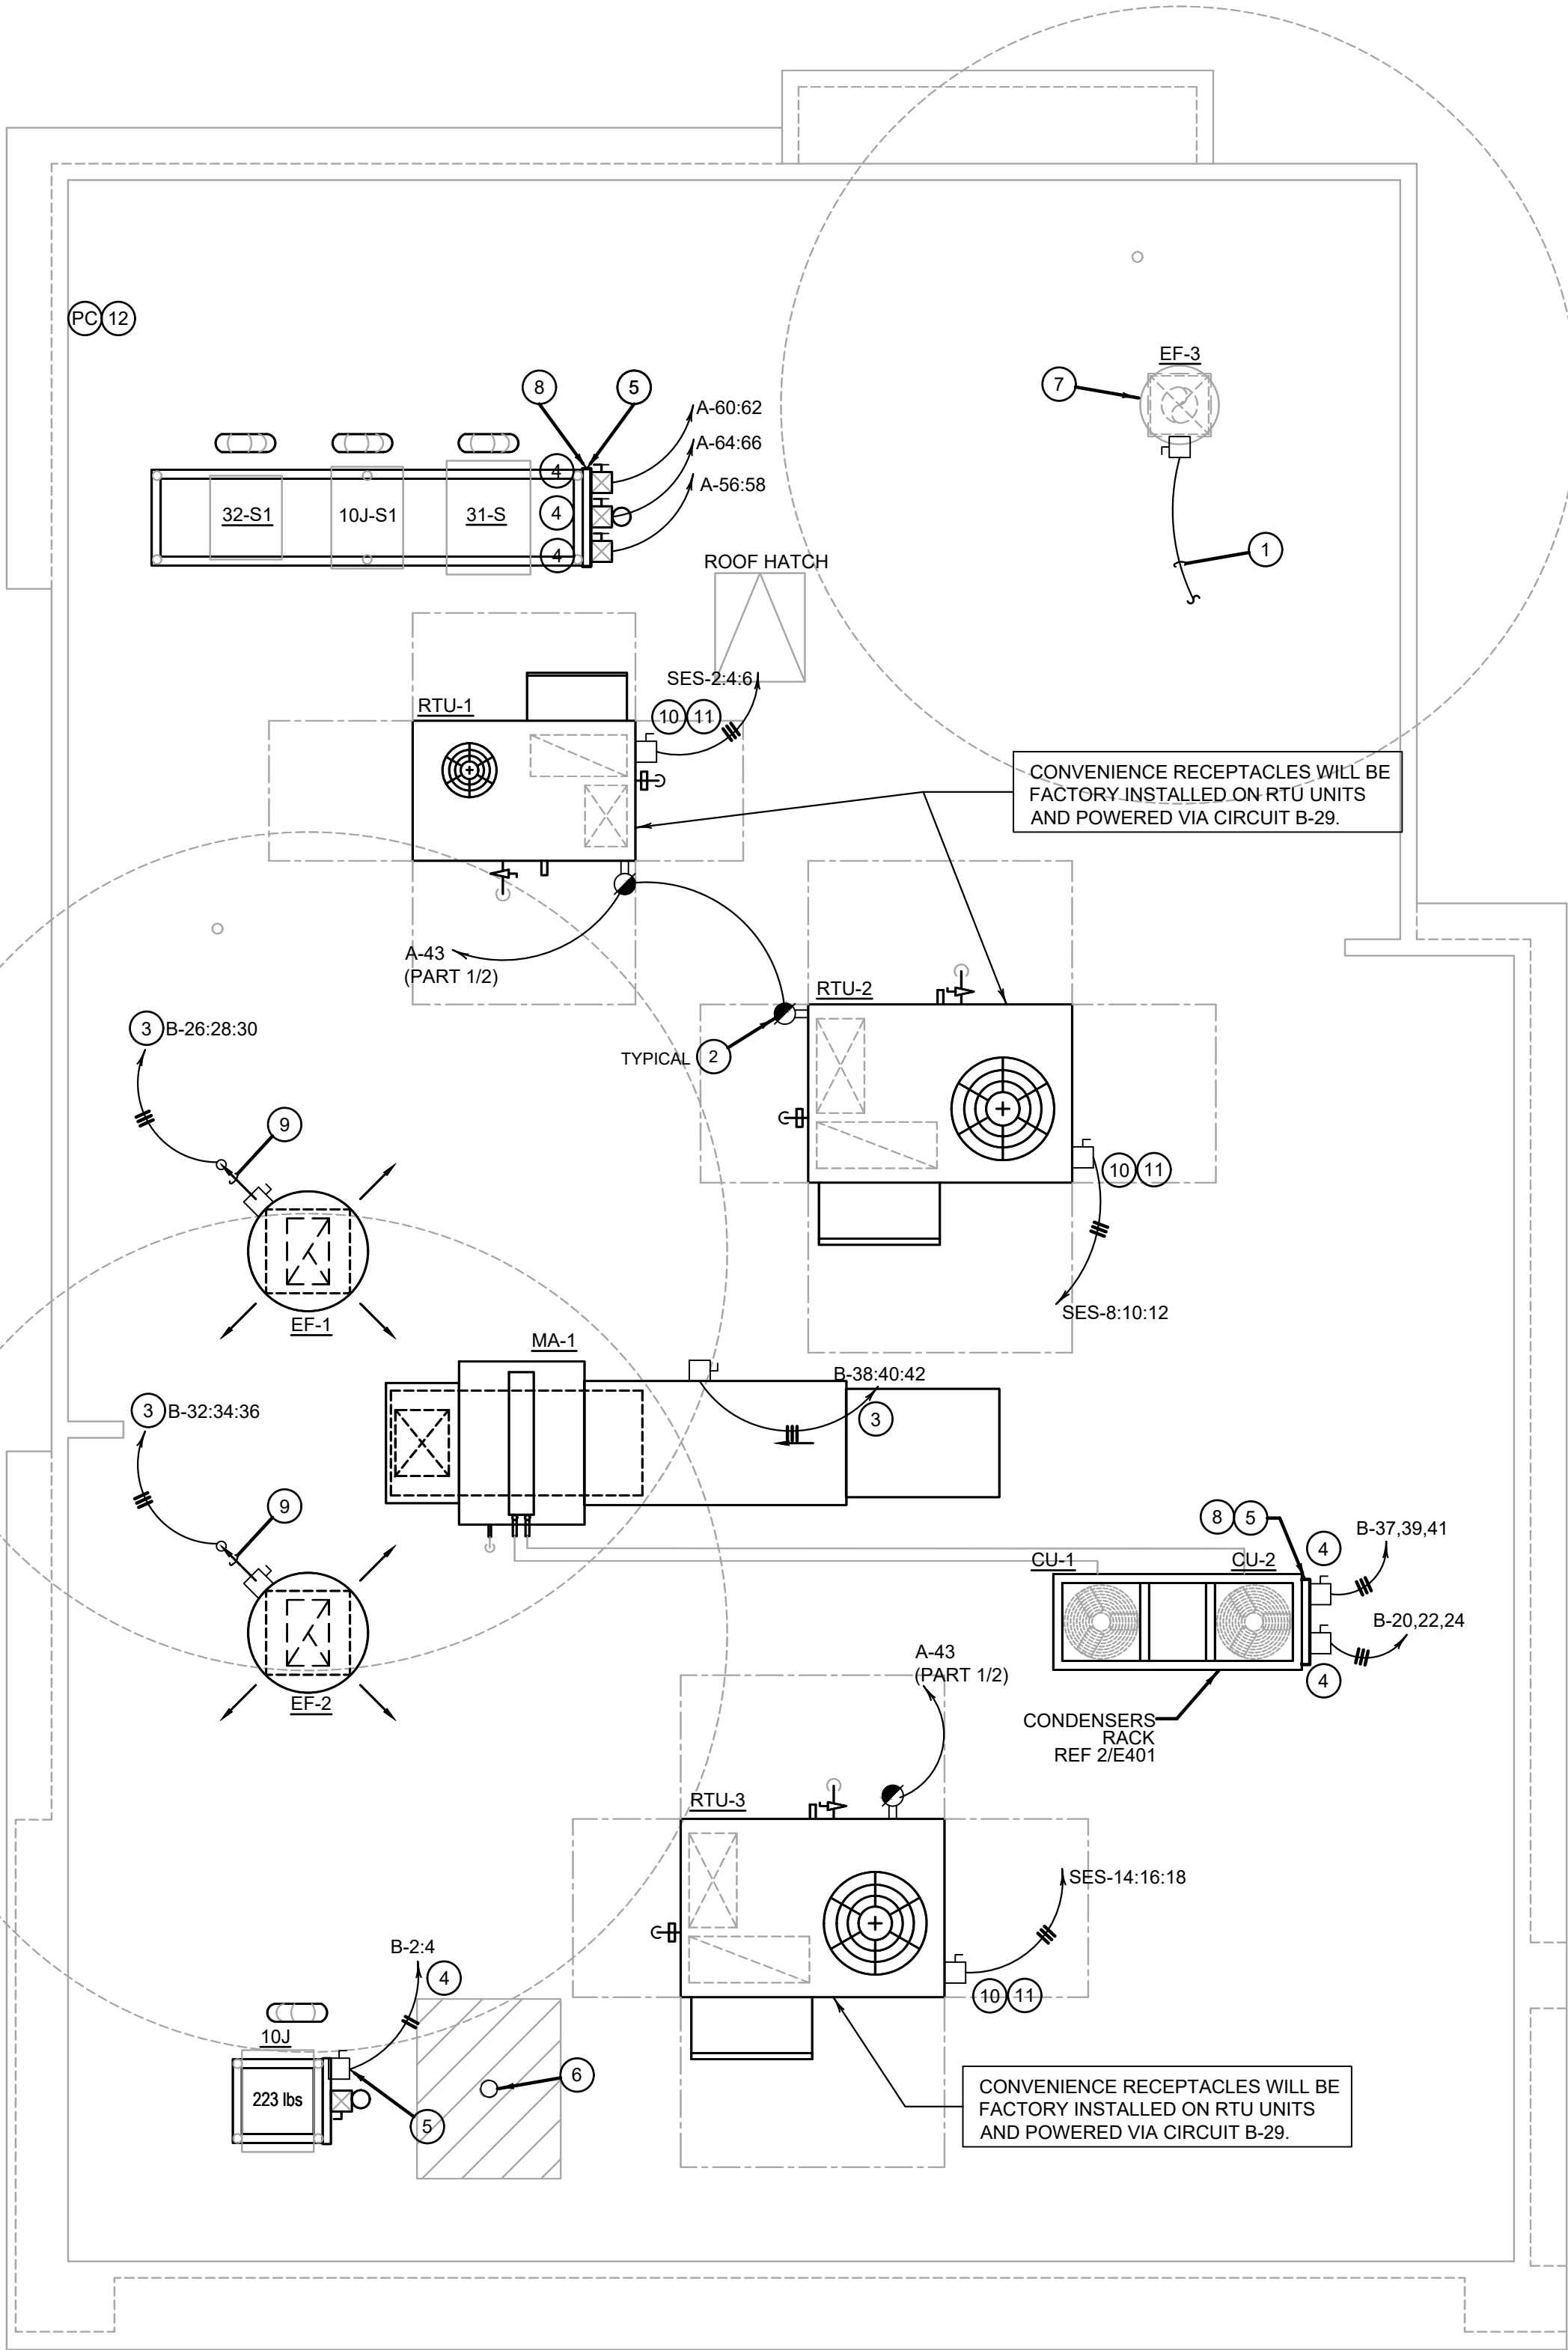 PC 12
EF-3
7
8 5
A-60:62
A-64:66
A-56:58
4
4
4
32-S1 10J-S1 31-S
1
ROOF HATCH
SES-2:4:6
RTU-1
10 11
CONVENIENCE RECEPTACLES WILL BE
FACTORY INSTALLED ON RTU UNITS
AND POWERED VIA CIRCUIT B-29.
A-43
(PART 1/2)
RTU-2
TYPICAL 2
3 B-26:28:30
9
10 11
SES-8:10:12
EF-1
MA-1
B-38:40:42
3
3 B-32:34:36
9
8 5
4
B-37,39,41
CU-1 CU-2
B-20,22,24
4
CONDENSERS
RACK
REF 2/E401
EF-2
A-43
(PART 1/2)
RTU-3
SES-14:16:18
10 11
B-2:4
4
10J
223 lbs
6
5
CONVENIENCE RECEPTACLES WILL BE
FACTORY INSTALLED ON RTU UNITS
AND POWERED VIA CIRCUIT B-29.